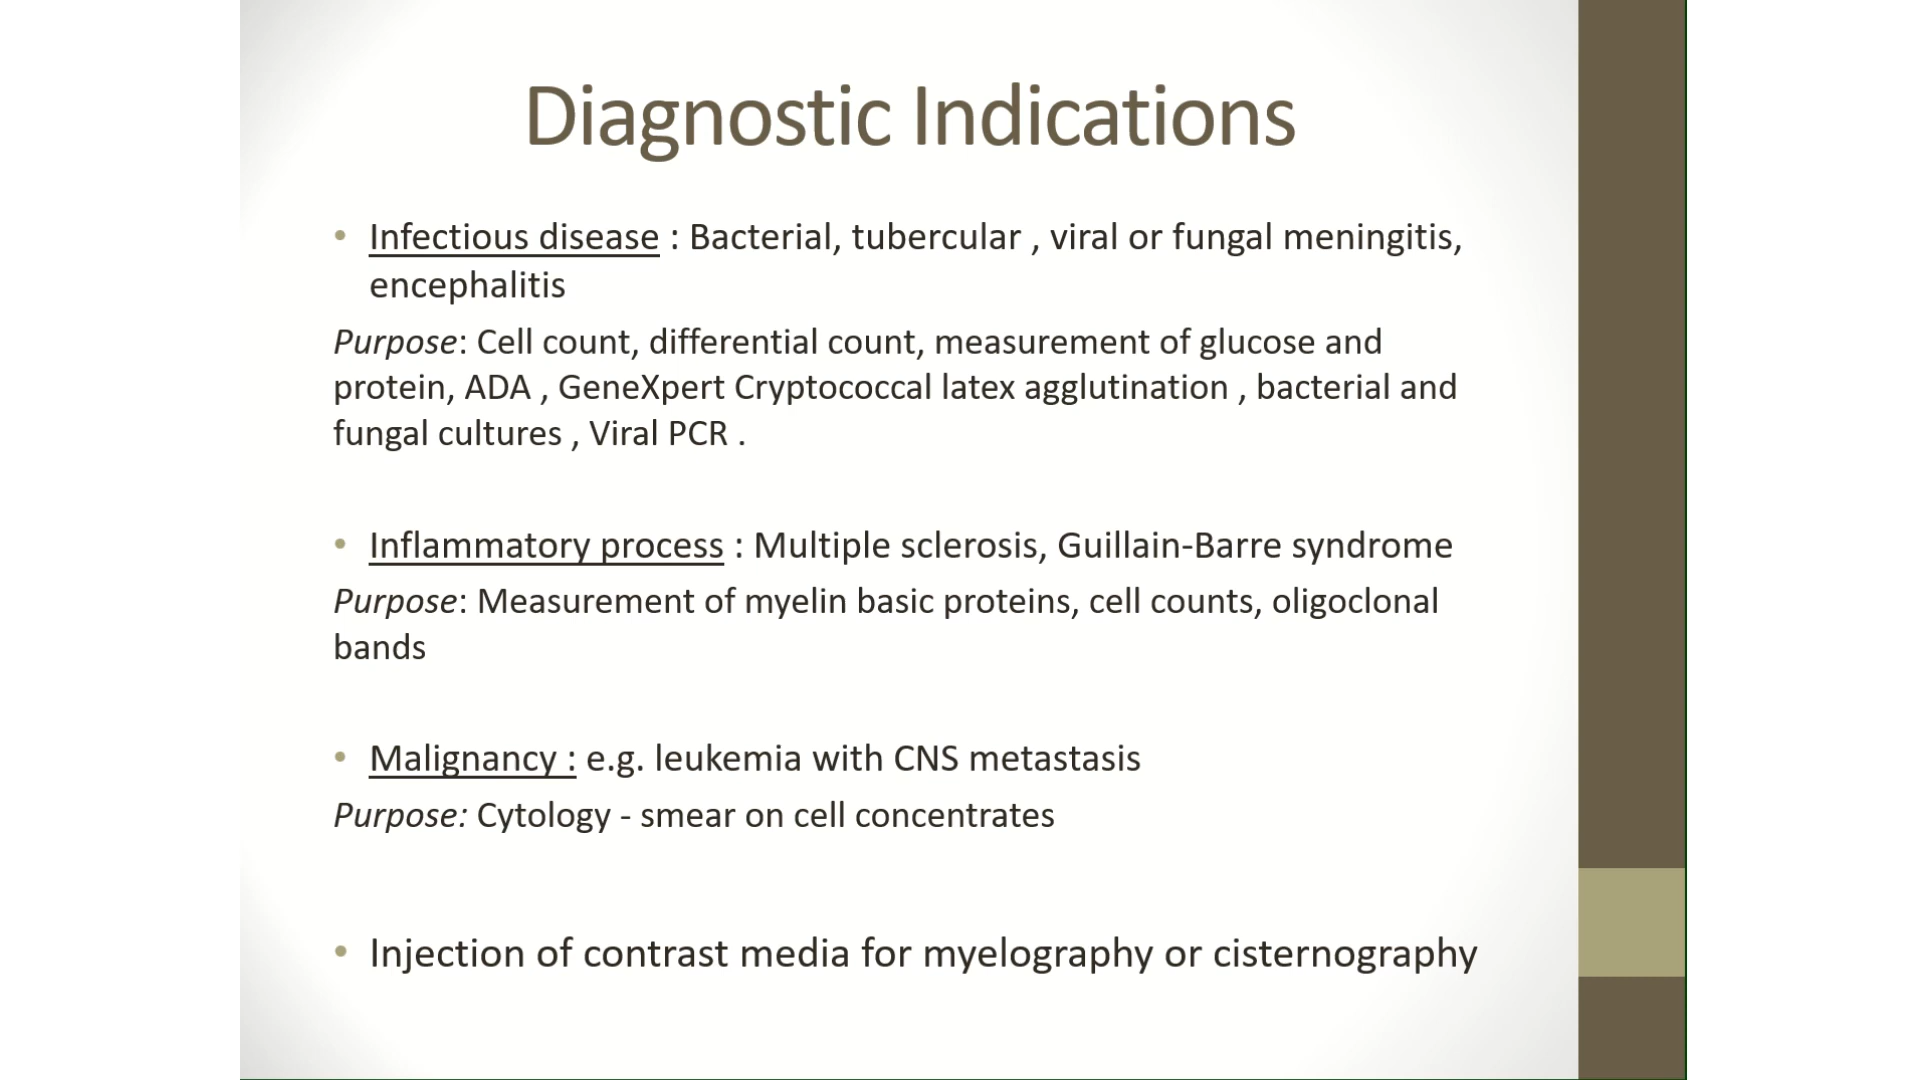 Diagnostic Indications
• Infectious disease : Bacterial, tubercular , viral or fungal meningitis,
encephalitis
Purpose: Cell count, differential count, measurement of glucose and
protein, ADA , GeneXpert Cryptococcal latex agglutination , bacterial and
fungal cultures , Viral PCR .
• Inflammatory process : Multiple sclerosis, Guillain-Barre syndrome
Purpose: Measurement of myelin basic proteins, cell counts, oligoclonal
bands
• Malignancy : e.g. leukemia with CNS metastasis
Purpose: Cytology - smear on cell concentrates
• Injection of contrast media for myelography or cisternography